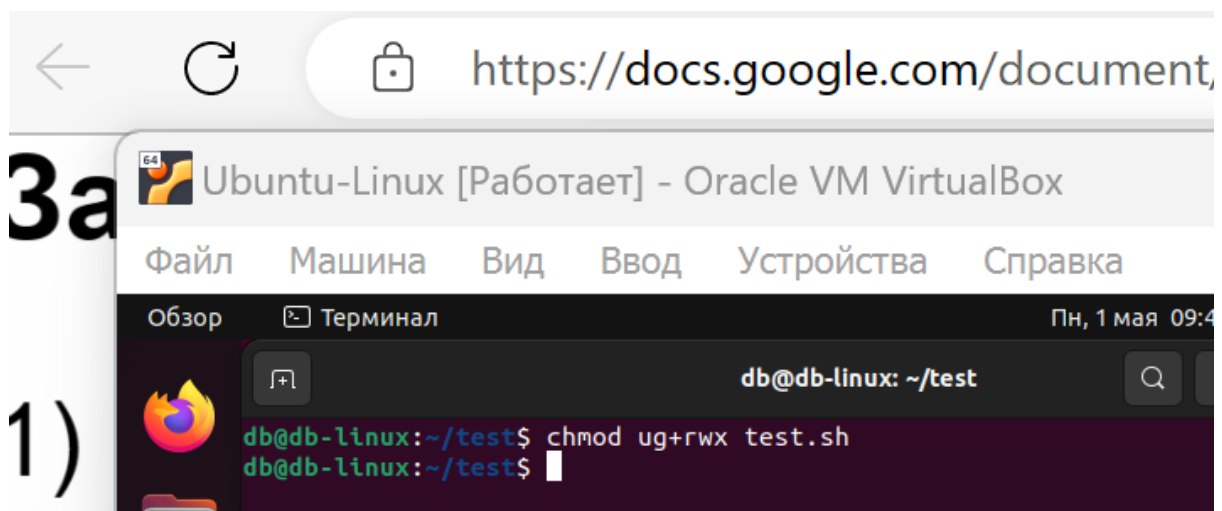 https://docs.google.com/document/
За
64
Ubuntu-Linux [Работает] - Oracle VM VirtualBox
Файл Машина Вид Ввод Устройства Справка
Обзор Терминал Пн, 1 мая 09:4
db@db-linux: ~/test
1)
db@db-linux:~/test$ chmod ug+rwx test.sh
db@db-linux:~/test$